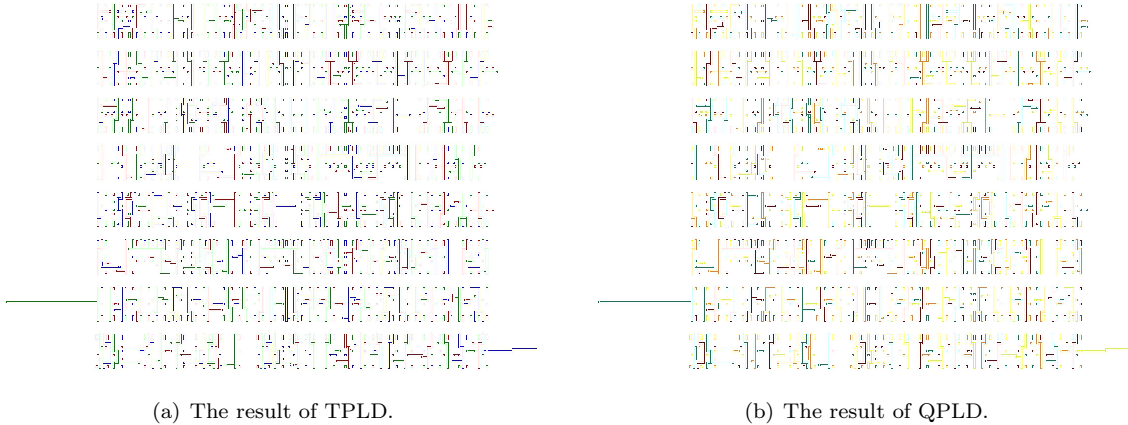 (a) The result of TPLD.
(b) The result of QPLD.